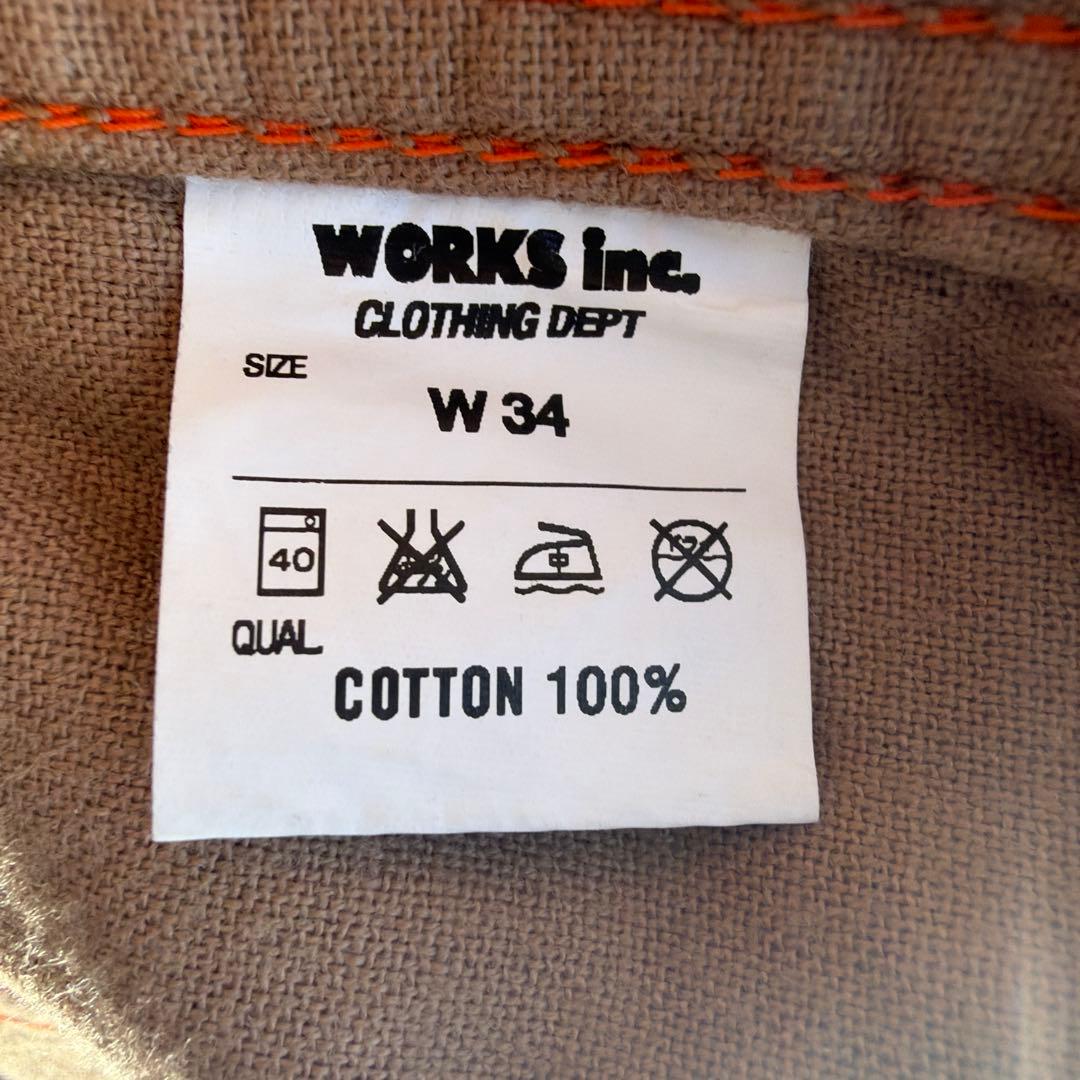 WORKS inc.
CLOTHING DEPT
SIZE
W 34
40
QUAL
COTTON 100%